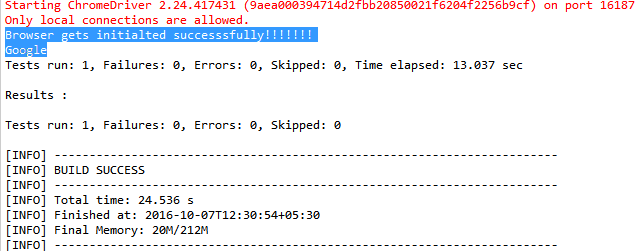 Starting ChromeDriver 2.24.417431 (9aea000394714d2fbb20850021f6204f2256b9cf) on port 16187
Only local connections are allowed.
Browser gets initialted successsfully!!!!!!!
Google
Tests run: 1, Failures: 0, Errors: 0, Skipped: 0, Time elapsed: 13.037 sec
Results :
Tests run: 1, Failures: 0, Errors: 0, Skipped: 0
[INFO] ------------------------------------------------------------------------
[INFO] BUILD SUCCESS
[INFO] ------------------------------------------------------------------------
[INFO] Total time: 24.536 s
[INFO] Finished at: 2016-10-07T12:30:54+05:30
[INFO] Final Memory: 20M/212M
[INFO] ------------------------------------------------------------------------